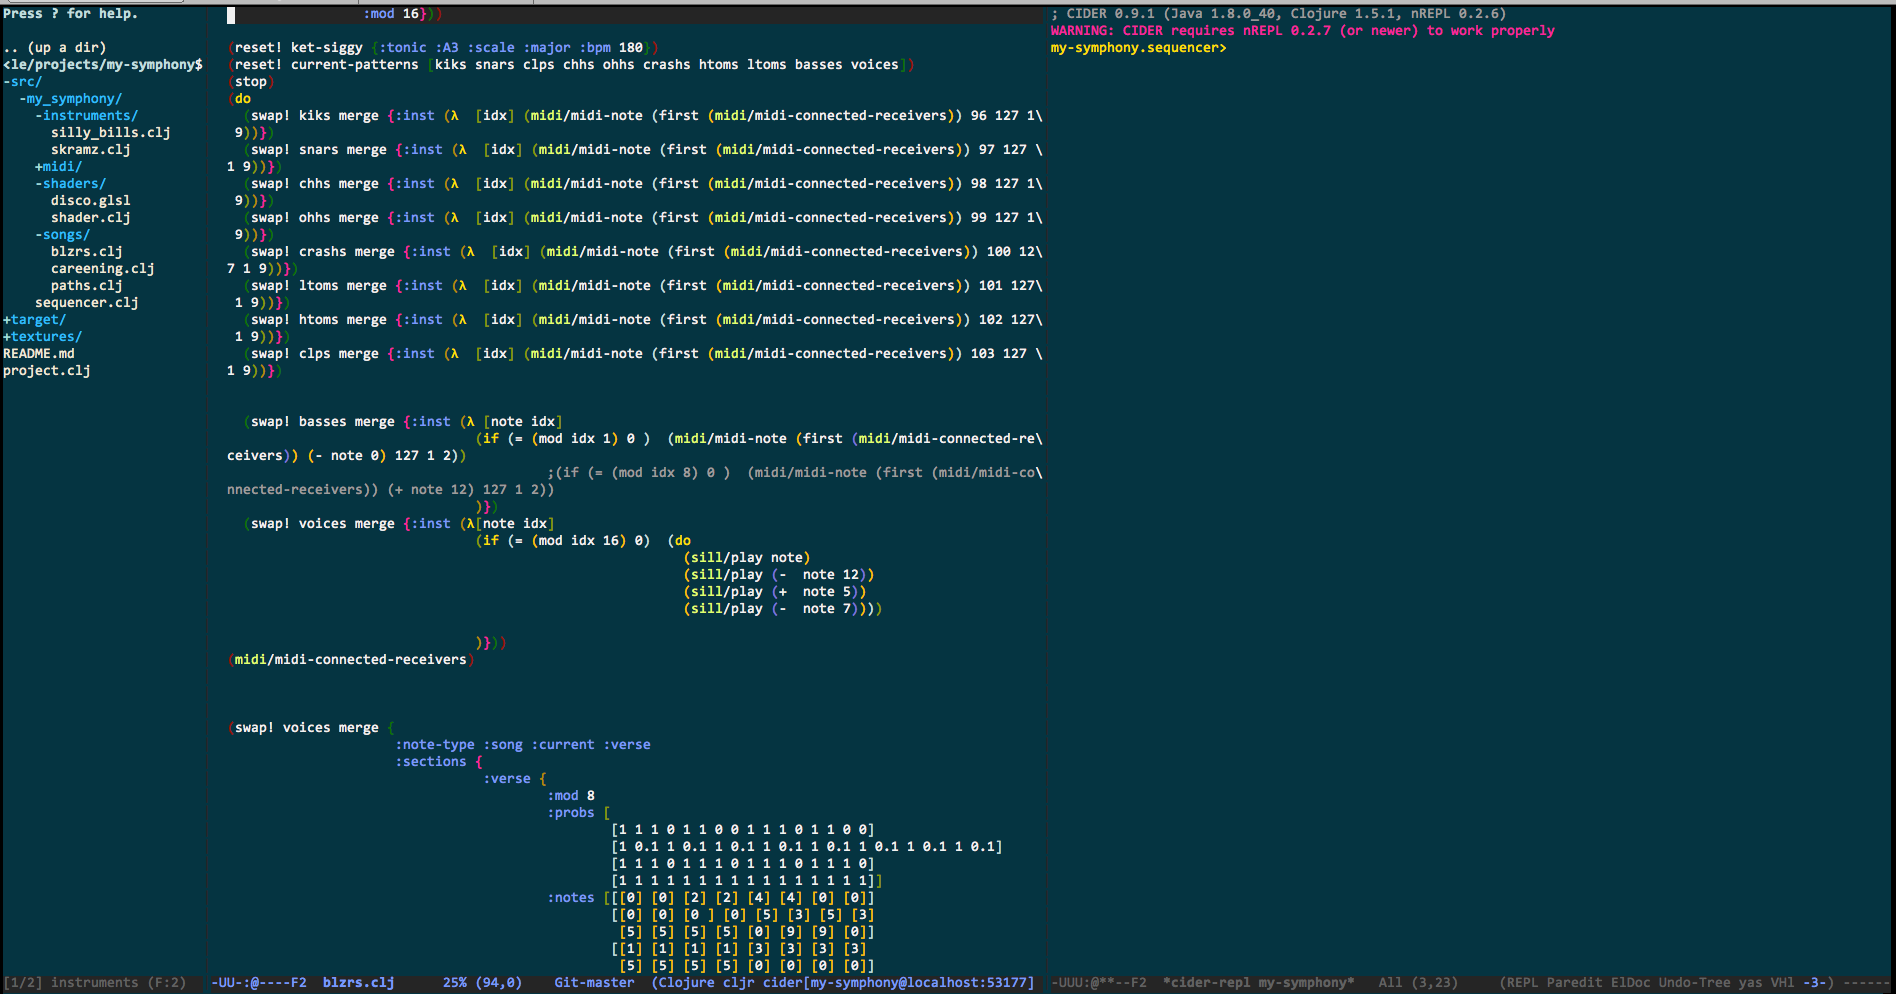 Press ? for help.
.. (up a dir)
<le/projects/my-symphony$
-src/
-my_symphony/
-instruments/
silly_bills.clj
skramz.clj
+midi/
-shaders/
disco.glsl
shader.clj
-songs/
blzrs.clj
careening.clj
paths.clj
sequencer.clj
+target/
+textures/
README.md
project.clj
[1/2] instruments (F:2)
:mod 16}))
(reset! ket-siggy {:tonic :A3 :scale :major :bpm 180})
(reset! current-patterns [kiks snars clps chhs ohhs crashs htoms ltoms basses voices])
(stop)
(do
(swap! kiks merge {:inst (λ  [idx] (midi/midi-note (first (midi/midi-connected-receivers)) 96 127 1\
9))})
(swap! snars merge {:inst (λ  [idx] (midi/midi-note (first (midi/midi-connected-receivers)) 97 127 \
1 9))})
(swap! chhs merge {:inst (λ  [idx] (midi/midi-note (first (midi/midi-connected-receivers)) 98 127 1\
9))})
(swap! ohhs merge {:inst (λ  [idx] (midi/midi-note (first (midi/midi-connected-receivers)) 99 127 1\
9))})
(swap! crashs merge {:inst (λ  [idx] (midi/midi-note (first (midi/midi-connected-receivers)) 100 12\
7 1 9))})
(swap! ltoms merge {:inst (λ  [idx] (midi/midi-note (first (midi/midi-connected-receivers)) 101 127\
1 9))})
(swap! htoms merge {:inst (λ  [idx] (midi/midi-note (first (midi/midi-connected-receivers)) 102 127\
1 9))})
(swap! clps merge {:inst (λ  [idx] (midi/midi-note (first (midi/midi-connected-receivers)) 103 127 \
1 9))})
(swap! basses merge {:inst (λ [note idx]
(if (= (mod idx 1) 0 )  (midi/midi-note (first (midi/midi-connected-re\
ceivers)) (- note 0) 127 1 2))
;(if (= (mod idx 8) 0 )  (midi/midi-note (first (midi/midi-co\
nnected-receivers)) (+ note 12) 127 1 2))
)})
(swap! voices merge {:inst (λ[note idx]
(if (= (mod idx 16) 0)  (do
(sill/play note)
(sill/play (-  note 12))
(sill/play (+  note 5))
(sill/play (-  note 7))))
)}))
(midi/midi-connected-receivers)
(swap! voices merge {
:note-type :song :current :verse
:sections {
:verse {
:mod 8
:probs [
[1 1 1 0 1 1 0 0 1 1 1 0 1 1 0 0]
[1 0.1 1 0.1 1 0.1 1 0.1 1 0.1 1 0.1 1 0.1 1 0.1]
[1 1 1 0 1 1 1 0 1 1 1 0 1 1 1 0]
[1 1 1 1 1 1 1 1 1 1 1 1 1 1 1 1]]
:notes [[[0] [0] [2] [2] [4] [4] [0] [0]]
[[0] [0] [0 ] [0] [5] [3] [5] [3]
[5] [5] [5] [5] [0] [9] [9] [0]]
[[1] [1] [1] [1] [3] [3] [3] [3]
[5] [5] [5] [5] [0] [0] [0] [0]]
-UU-:@----F2  blzrs.clj      25% (94,0)    Git-master  (Clojure cljr cider[my-symphony@localhost:53177]
; CIDER 0.9.1 (Java 1.8.0_40, Clojure 1.5.1, nREPL 0.2.6)
WARNING: CIDER requires nREPL 0.2.7 (or newer) to work properly
my-symphony.sequencer>
-UUU:@**--F2  *cider-repl my-symphony*   All (3,23)     (REPL Paredit ElDoc Undo-Tree yas VHl -3-) ------